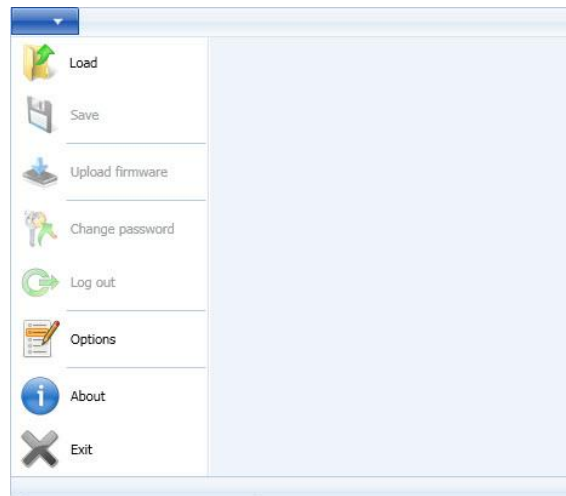 Load
Save
Upload firmware
Change password
Log out
Options
About
Exit